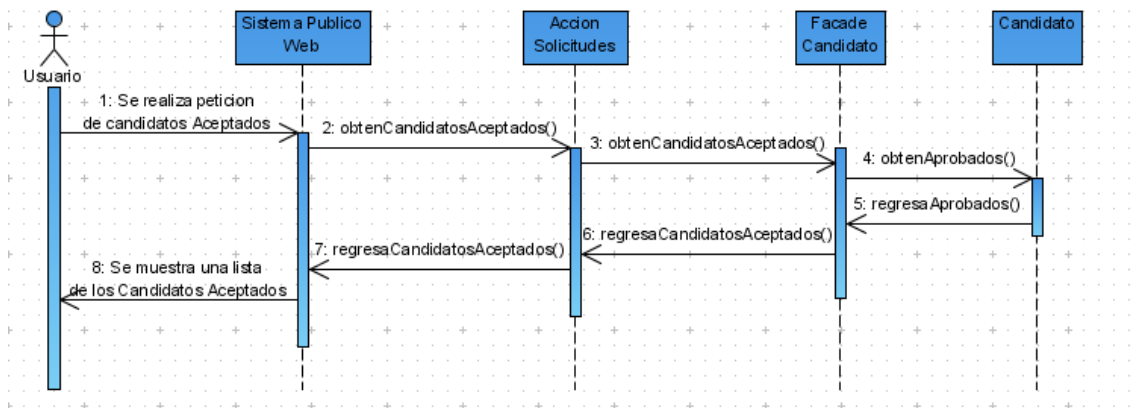 Sistema Publico
Web
Accion
Solicitudes
Facade
Candidato
Candidato
Usuario
1: Se realiza peticion
de candidatos Aceptados
2: obtenCandidatosAceptados()
3: obtenCandidatosAceptados()
4: obtenAprobados()
5: regresaAprobados()
6: regresaCandidatosAceptados()
7: regresaCandidatosAceptados()
8: Se muestra una lista
de los Candidatos Aceptados